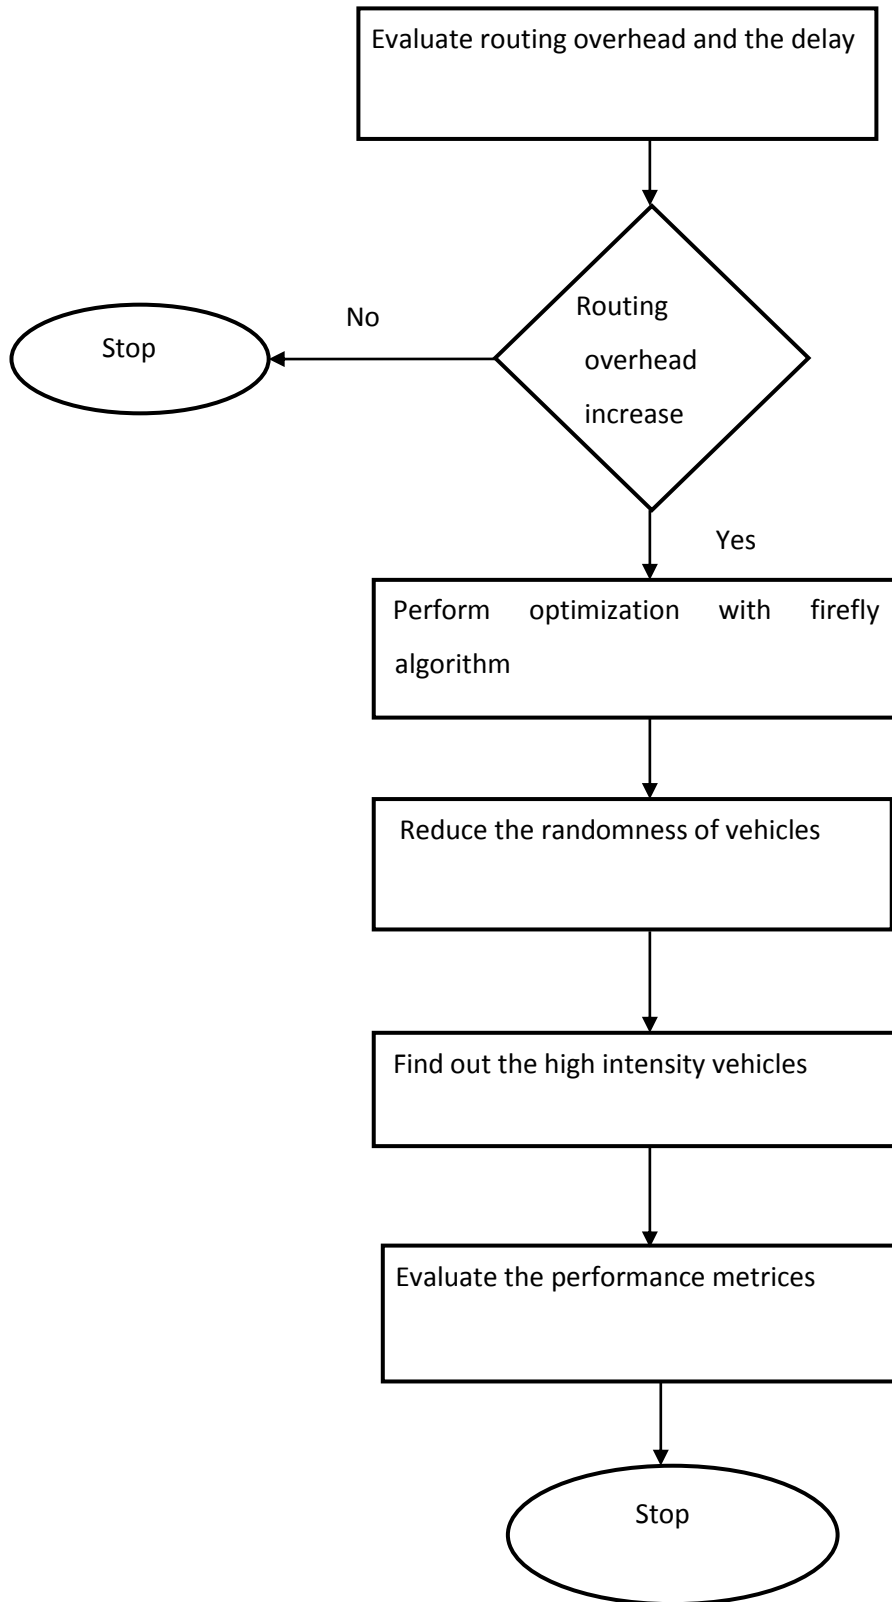 Evaluate routing overhead and the delay
No
Stop
Routing
overhead
increase
Yes
Perform optimization with firefly
algorithm
Reduce the randomness of vehicles
Find out the high intensity vehicles
Evaluate the performance metrices
Stop